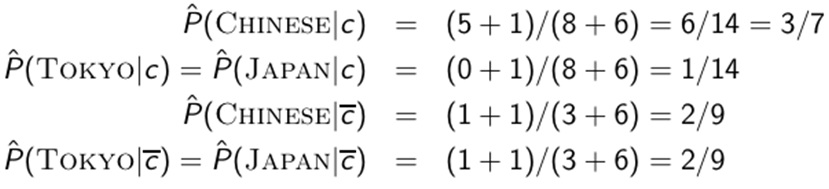 P̂(CHINESE|c) = (5 + 1)/(8 + 6) = 6/14 = 3/7
P̂(TOKYO|c) = P̂(JAPAN|c) = (0 + 1)/(8 + 6) = 1/14
P̂(CHINESE|c̅) = (1 + 1)/(3 + 6) = 2/9
P̂(TOKYO|c̅) = P̂(JAPAN|c̅) = (1 + 1)/(3 + 6) = 2/9